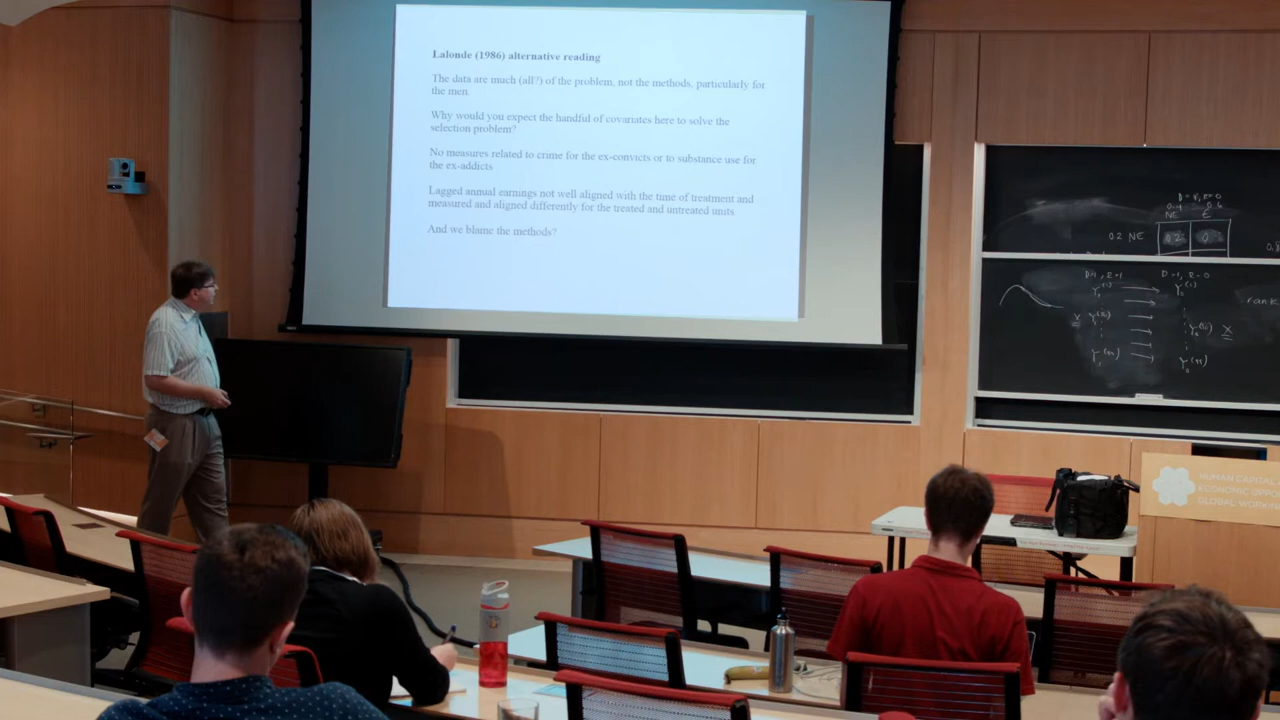 Lalonde (1986) alternative reading
The data are much (all?) of the problem, not the methods, particularly for
the men.
Why would you expect the handful of covariates here to solve the
selection problem?
No measures related to crime for the ex-convicts or to substance use for
the ex-addicts
Lagged annual earnings not well aligned with the time of treatment and
measured and aligned differently for the treated and untreated units
And we blame the methods?
0.2 NE
rank
HUMAN CAPITAL
ECONOMIC OPPO
GLOBAL WORKIN